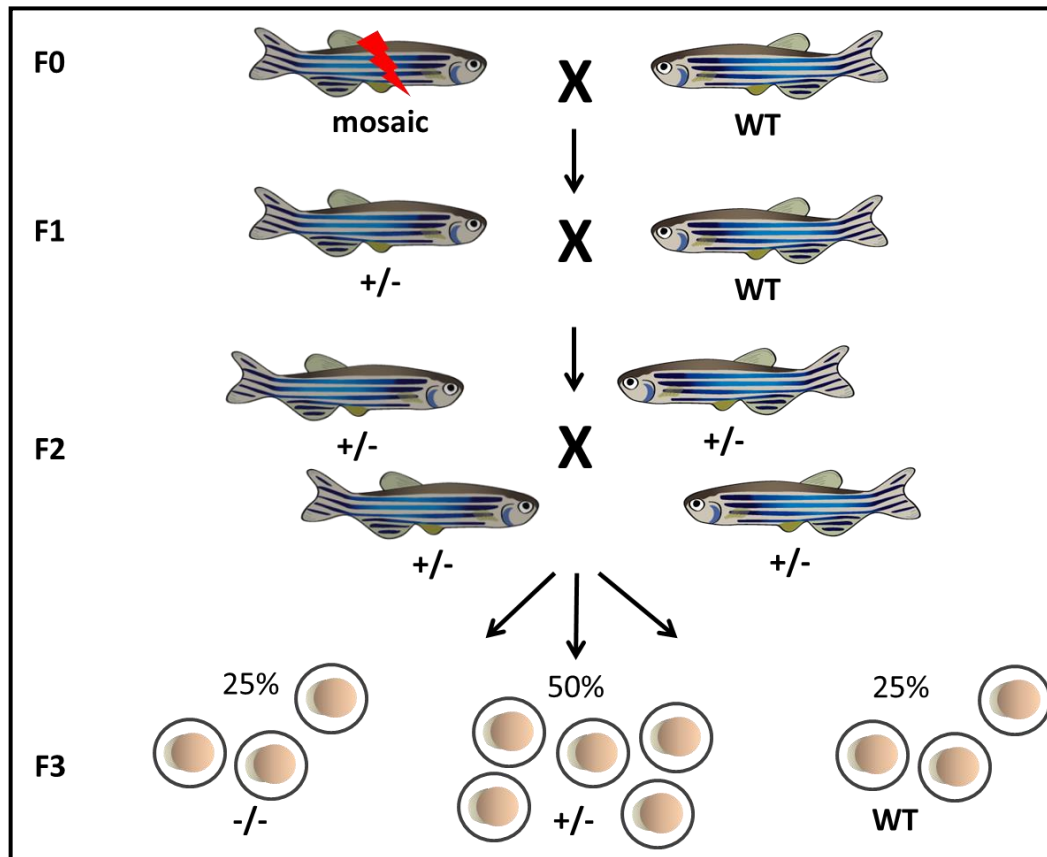 F0
X
mosaic
WT
F1
X
+/-
WT
+/-
+/-
F2
X
+/-
+/-
25%
50%
25%
F3
-/-
+/-
WT